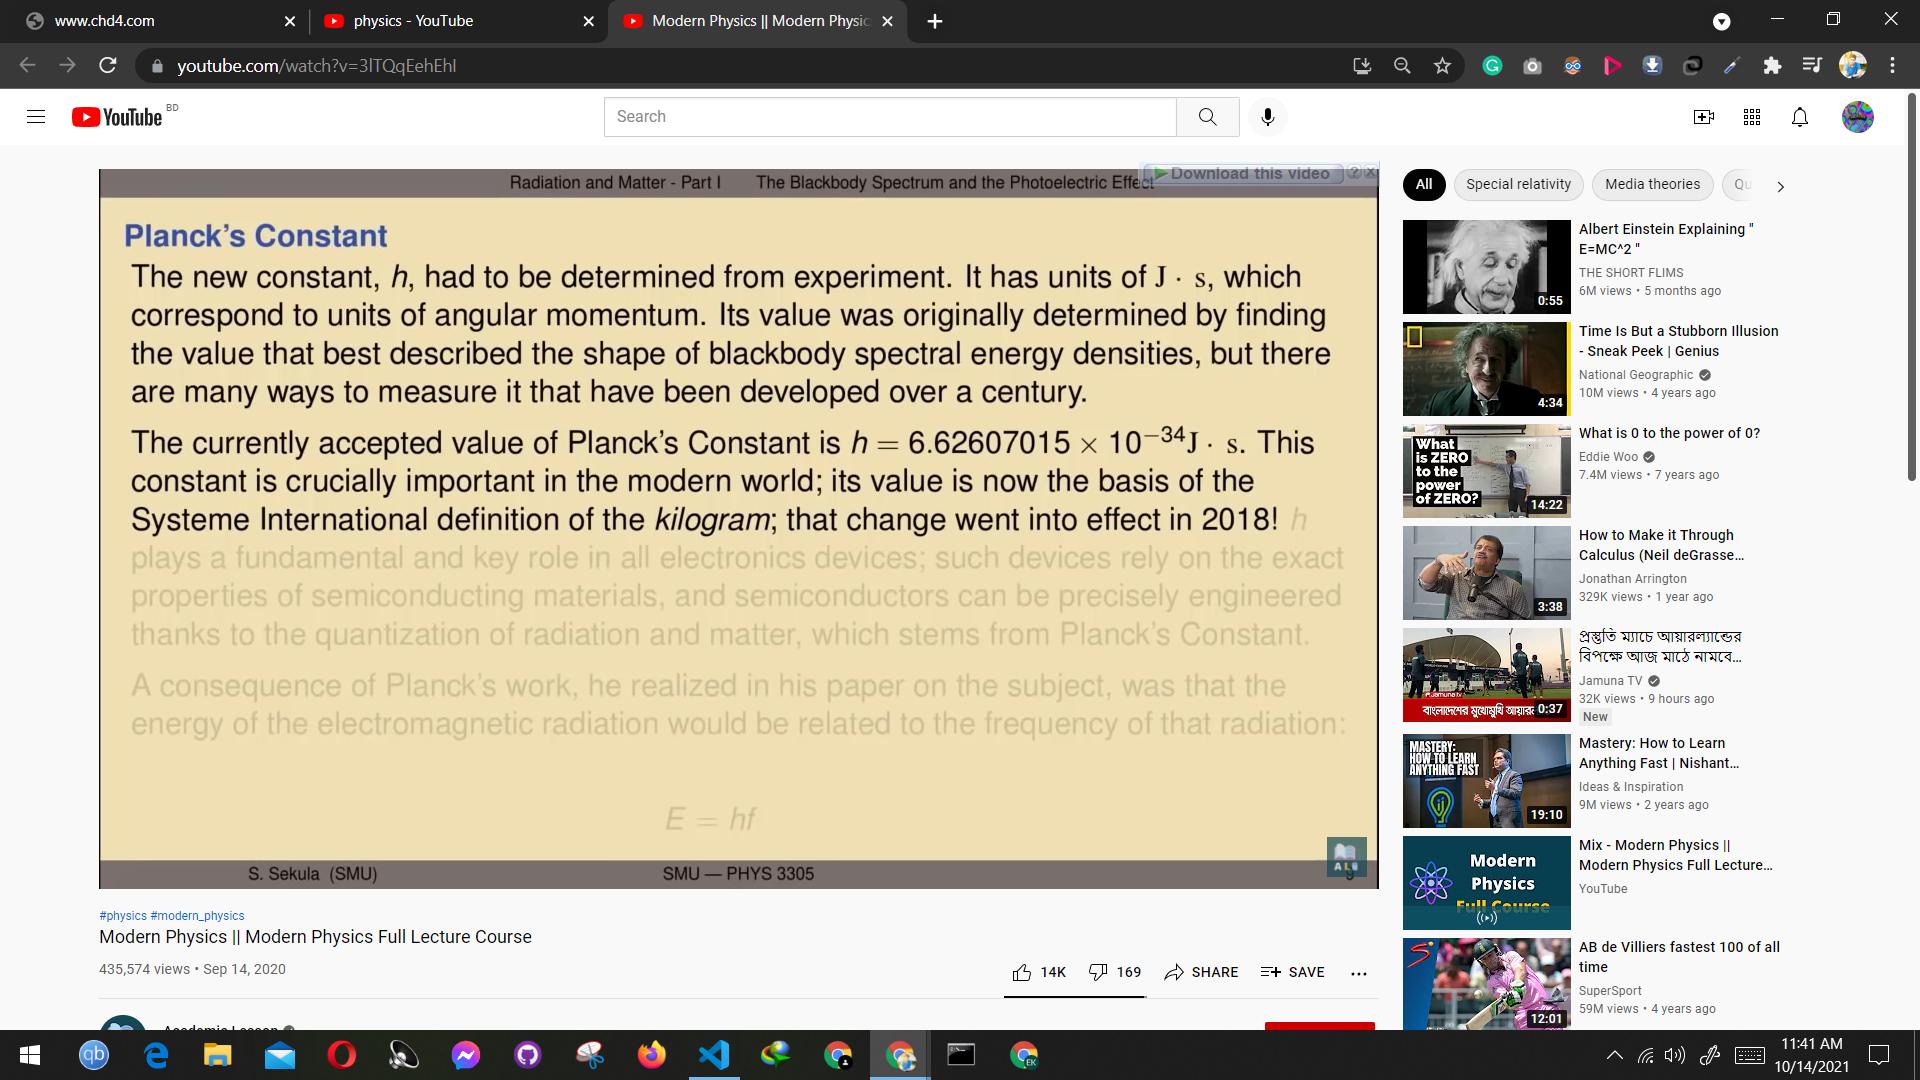 www.chd4.com
physics - YouTube
Modern Physics || Modern Physic
youtube.com/watch?v=3lTQqEehEhI
YouTube BD
Search
Radiation and Matter - Part I The Blackbody Spectrum and the Photoelectric Effect
Download this video
Planck's Constant
The new constant, h, had to be determined from experiment. It has units of J · s, which
correspond to units of angular momentum. Its value was originally determined by finding
the value that best described the shape of blackbody spectral energy densities, but there
are many ways to measure it that have been developed over a century.
The currently accepted value of Planck's Constant is h = 6.62607015 × 10⁻³⁴J · s. This
constant is crucially important in the modern world; its value is now the basis of the
Systeme International definition of the kilogram; that change went into effect in 2018! h
plays a fundamental and key role in all electronics devices; such devices rely on the exact
properties of semiconducting materials, and semiconductors can be precisely engineered
thanks to the quantization of radiation and matter, which stems from Planck's Constant.
A consequence of Planck's work, he realized in his paper on the subject, was that the
energy of the electromagnetic radiation would be related to the frequency of that radiation:
E = hf
S. Sekula (SMU) SMU — PHYS 3305 9
#physics #modern_physics
Modern Physics || Modern Physics Full Lecture Course
435,574 views • Sep 14, 2020
14K 169 SHARE SAVE
All Special relativity Media theories Qu
Albert Einstein Explaining "
E=MC^2 "
THE SHORT FLIMS
6M views • 5 months ago
0:55
Time Is But a Stubborn Illusion
- Sneak Peek | Genius
National Geographic
10M views • 4 years ago
4:34
What is ZERO to the power of ZERO?
14:22
What is 0 to the power of 0?
Eddie Woo
7.4M views • 7 years ago
How to Make it Through
Calculus (Neil deGrasse...
Jonathan Arrington
329K views • 1 year ago
3:38
প্রস্তুতি ম্যাচে আয়ারল্যান্ডের
বিপক্ষে আজ মাঠে নামবে...
Jamuna TV
32K views • 9 hours ago
New
0:37
MASTERY:
HOW TO LEARN
ANYTHING FAST
19:10
Mastery: How to Learn
Anything Fast | Nishant...
Ideas & Inspiration
9M views • 2 years ago
Modern
Physics
Full Course
Mix - Modern Physics ||
Modern Physics Full Lecture...
YouTube
AB de Villiers fastest 100 of all
time
SuperSport
59M views • 4 years ago
12:01
11:41 AM
10/14/2021